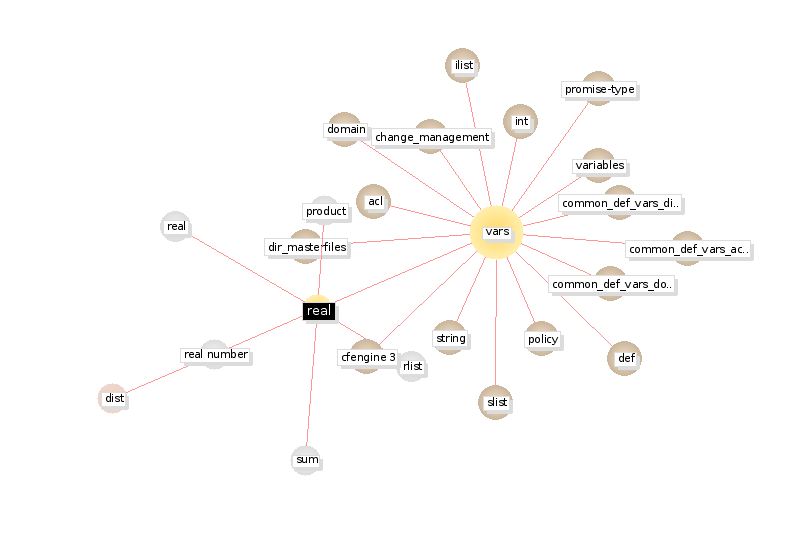 ilist
promise-type
int
domain
change_management
variables
acl
common_def_vars_di..
product
real
vars
dir_masterfiles
common_def_vars_ac..
common_def_vars_do..
real
string
policy
real number
cfengine 3
def
rlist
dist
slist
sum